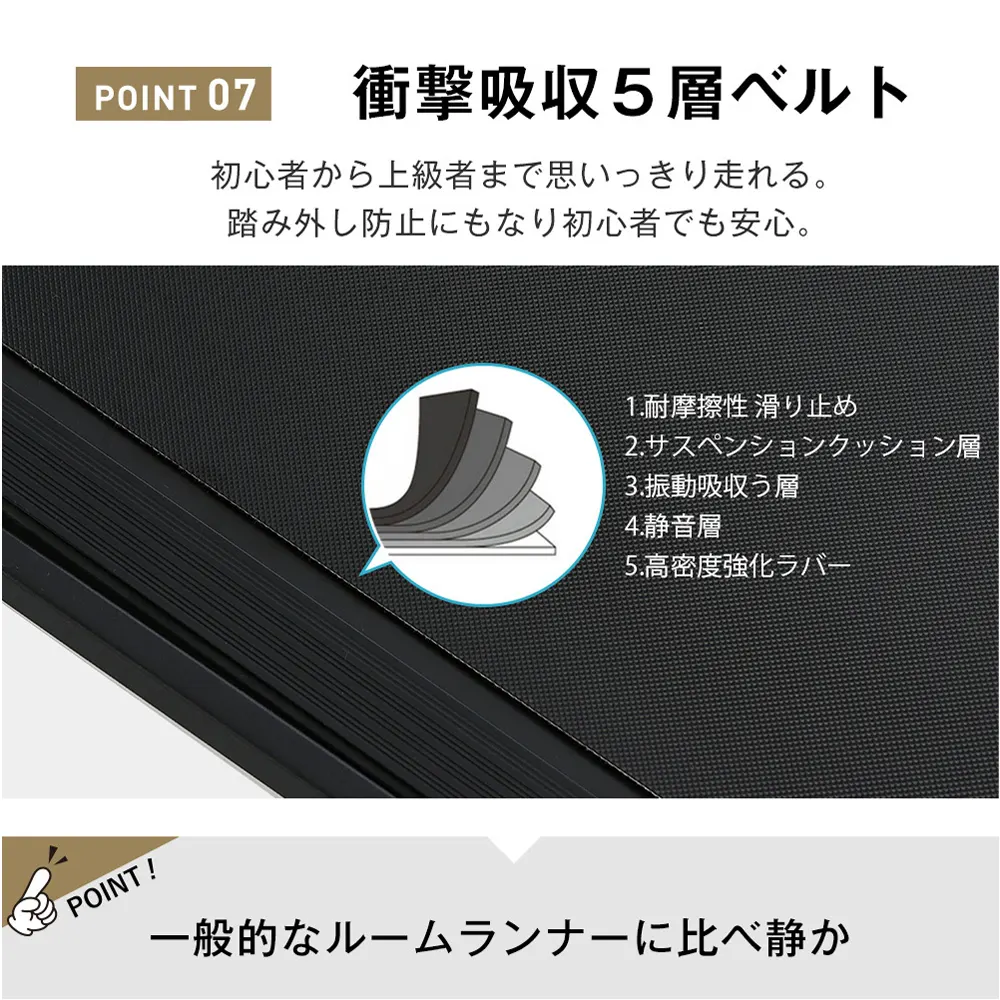 POINT 07
衝撃吸収5層ベルト
初心者から上級者まで思いっきり走れる。
踏み外し防止にもなり初心者でも安心。
1.耐摩擦性 滑り止め
2.サスペンションクッション層
3.振動吸収う層
4.静音層
5.高密度強化ラバー
POINT!
一般的なルームランナーに比べ静か